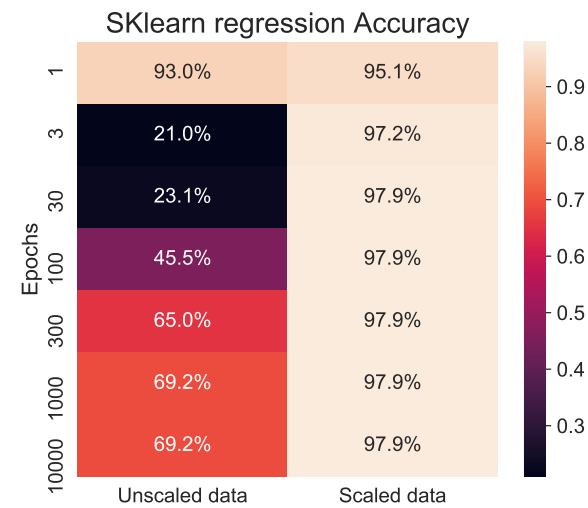 SKlearn regression Accuracy
1 93.0% 95.1%
3 21.0% 97.2%
30 23.1% 97.9%
100 45.5% 97.9%
300 65.0% 97.9%
1000 69.2% 97.9%
10000 69.2% 97.9%
Epochs
Unscaled data Scaled data
0.9
0.8
0.7
0.6
0.5
0.4
0.3